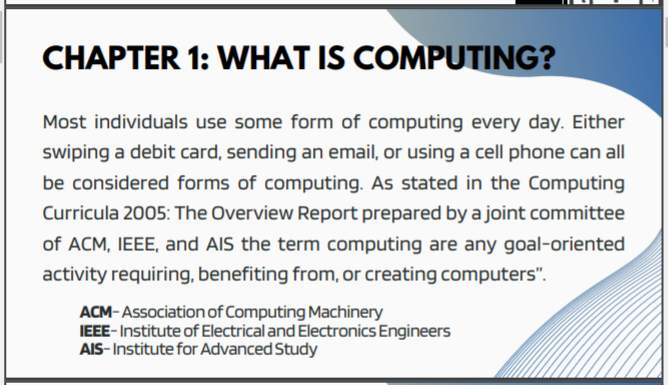 CHAPTER 1: WHAT IS COMPUTING?
Most individuals use some form of computing every day. Either
swiping a debit card, sending an email, or using a cell phone can all
be considered forms of computing. As stated in the Computing
Curricula 2005: The Overview Report prepared by a joint committee
of ACM, IEEE, and AIS the term computing are any goal-oriented
activity requiring, benefiting from, or creating computers”.
ACM- Association of Computing Machinery
IEEE- Institute of Electrical and Electronics Engineers
AIS- Institute for Advanced Study